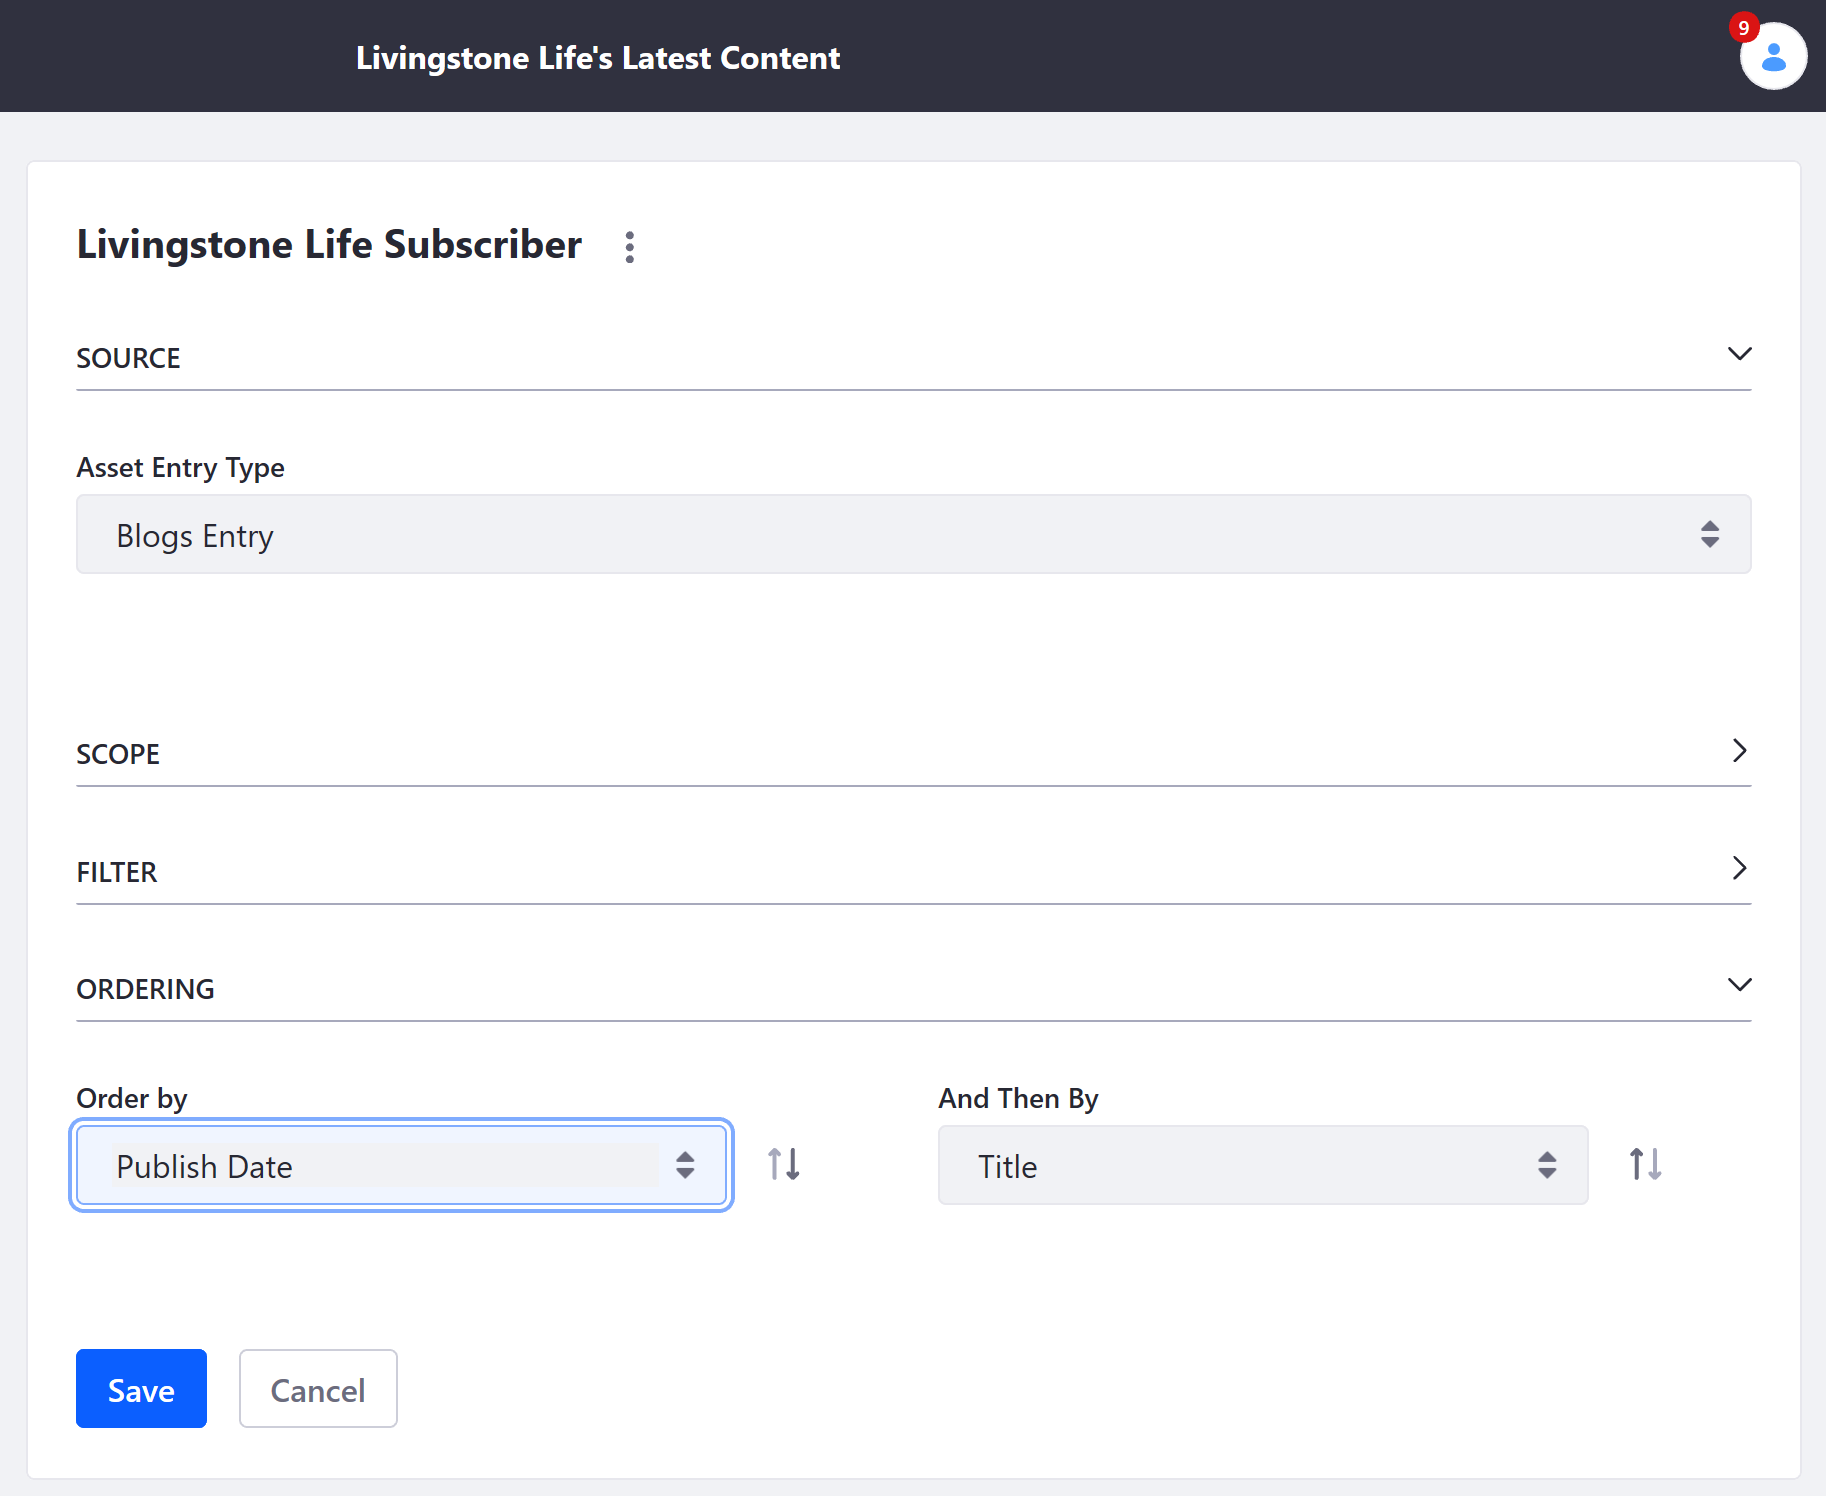 Livingstone Life's Latest Content
9
Livingstone Life Subscriber
SOURCE
Asset Entry Type
Blogs Entry
SCOPE
FILTER
ORDERING
Order by
And Then By
Publish Date
Title
Save
Cancel